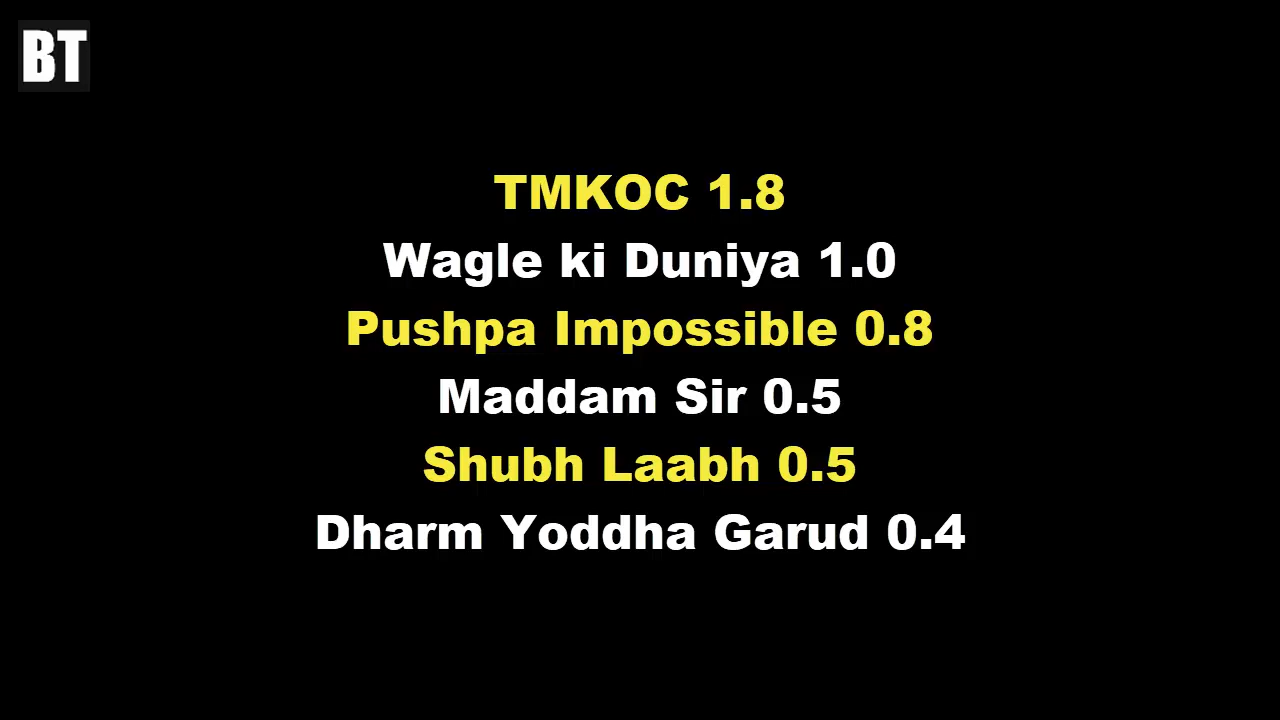 BT
TMKOC 1.8
Wagle ki Duniya 1.0
Pushpa Impossible 0.8
Maddam Sir 0.5
Shubh Laabh 0.5
Dharm Yoddha Garud 0.4